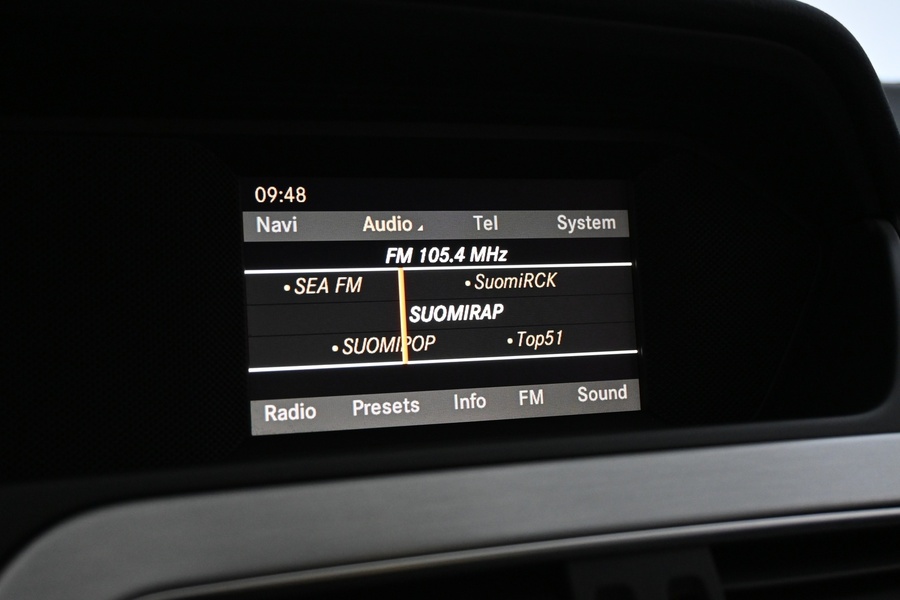 09:48
Navi Audio Tel System
FM 105.4 MHz
•SEA FM •SuomiRCK
SUOMIRAP
•SUOMIPOP •Top51
Radio Presets Info FM Sound